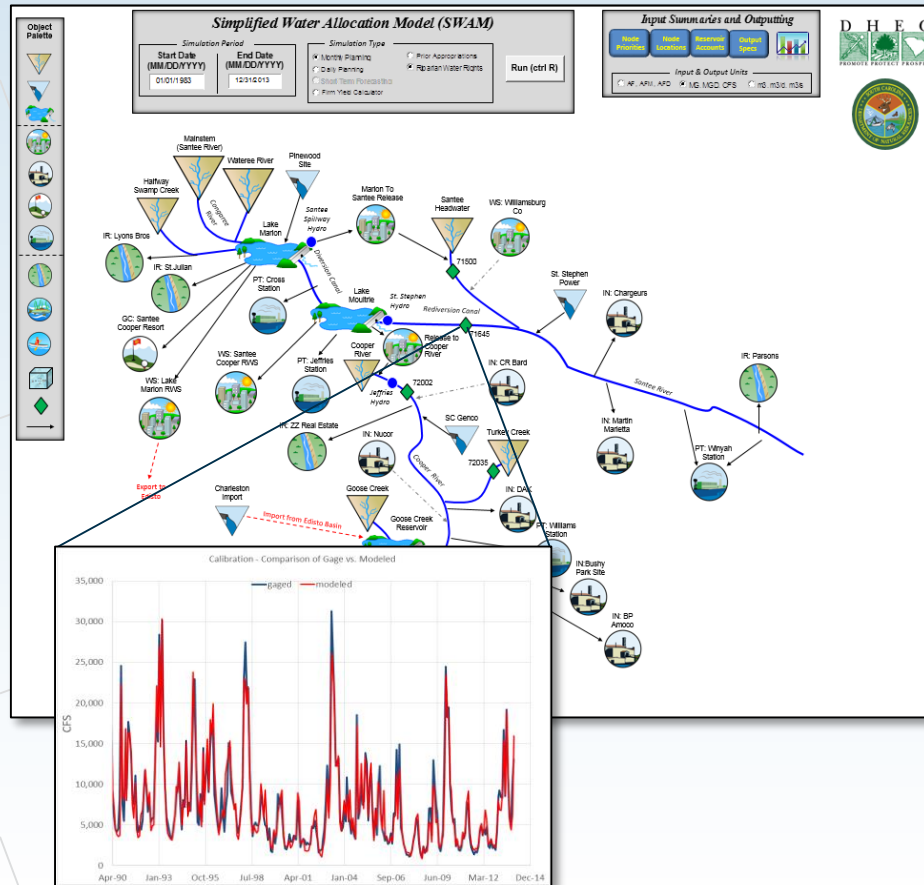 Object
Palette
Simplified Water Allocation Model (SWAM)
Simulation Period
Start Date
(MM/DD/YYYY)
01/01/1983
End Date
(MM/DD/YYYY)
12/31/2013
Simulation Type
Monthly Planning
Daily Planning
Short Term Forecasting
Firm Yield Calculator
Prior Appropriations
Riparian Water Rights
Run (ctrl R)
Input Summaries and Outputting
Node
Priorities
Node
Locations
Reservoir
Accounts
Output
Specs
Input & Output Units
AF, AFM, AFD
MG, MGD, CFS
m3, m3/d, m3/s
D H E C
PROMOTE PROTECT PROSPER
Mainstem
(Santee River)
Wateree River
Pinewood
Site
Halfway
Swamp Creek
Congaree
River
Lake
Marion
Santee
Spillway
Hydro
Marion To
Santee Release
Santee
Headwater
WS: Williamsburg
Co
71500
IR: Lyons Bros
IR: St.Julian
Diversion Canal
PT: Cross
Station
Lake
Moultrie
St. Stephen
Hydro
Rediversion Canal
71645
St. Stephen
Power
IN: Chargeurs
GC: Santee
Cooper Resort
WS: Santee
Cooper RWS
PT: Jefferies
Station
Cooper
River
Release to
Cooper
River
Jeffries
Hydro
72002
IN: CR Bard
Santee River
IR: Parsons
WS: Lake
Marion RWS
IR: ZZ Real Estate
SC Genco
Turkey Creek
72035
IN: Martin
Marietta
PT: Winyah
Station
IN: Nucor
Cooper River
Export to
Edisto
Charleston
Import
Import from Edisto Basin
Goose Creek
Goose Creek
Reservoir
IN: DAK
PT: Williams
Station
IN:Bushy
Park Site
IN: BP
Amoco
Calibration - Comparison of Gage vs. Modeled
gaged
modeled
35,000
30,000
25,000
20,000
15,000
10,000
5,000
0
CFS
Apr-90
Jan-93
Oct-95
Jul-98
Apr-01
Jan-04
Sep-06
Jun-09
Mar-12
Dec-14